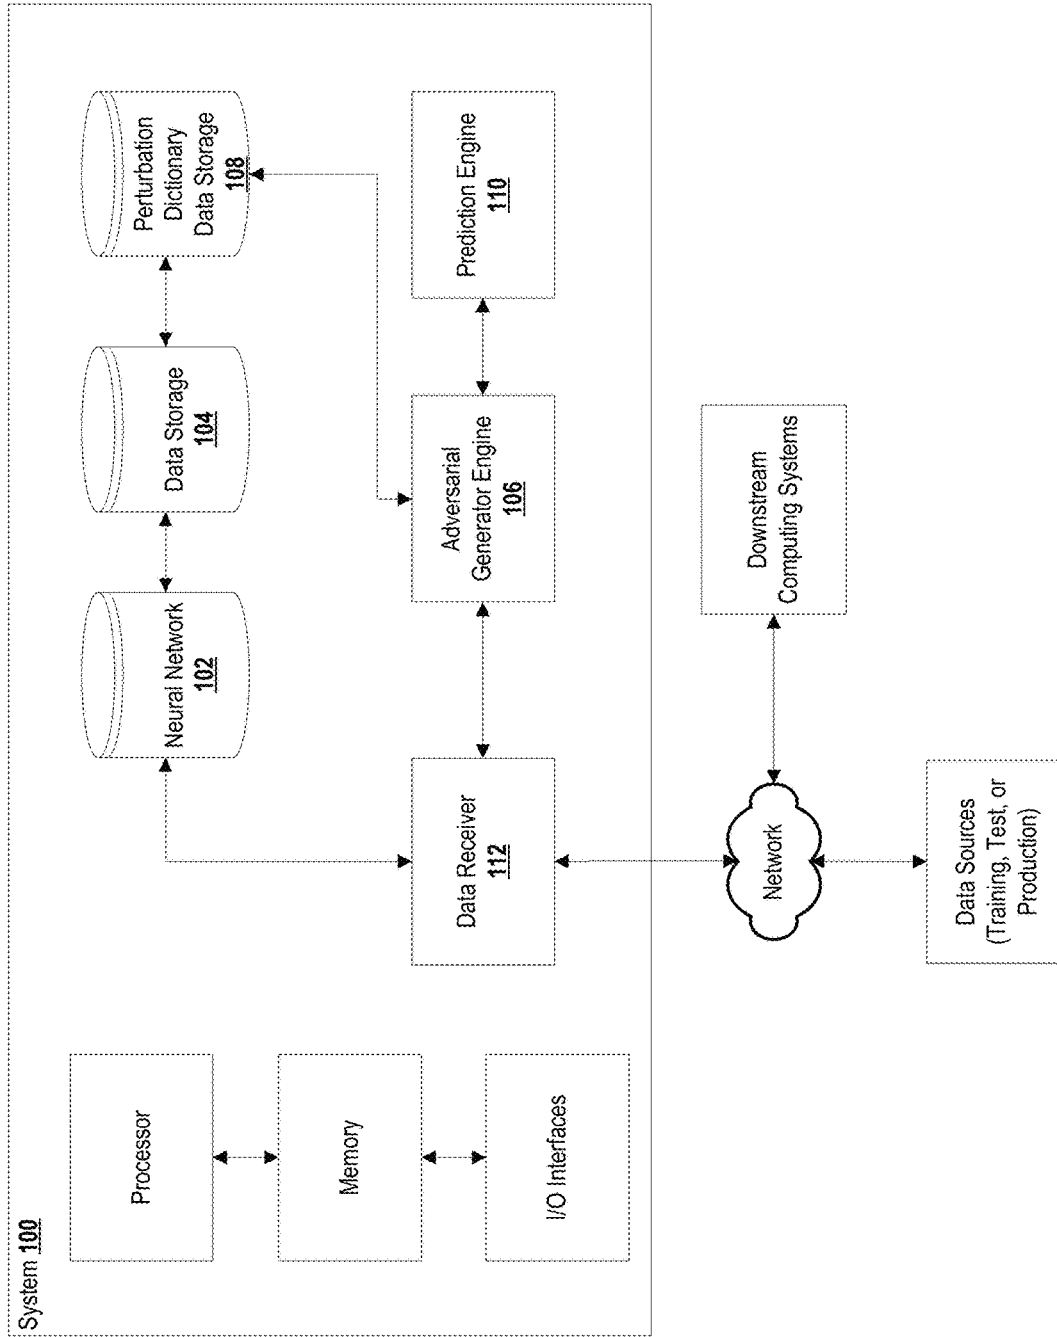 System 100
Processor
Memory
I/O Interfaces
Neural Network
102
Data Storage
104
Perturbation
Dictionary
Data Storage
108
Data Receiver
112
Adversarial
Generator Engine
106
Prediction Engine
110
Network
Downstream
Computing Systems
Data Sources
(Training, Test, or
Production)